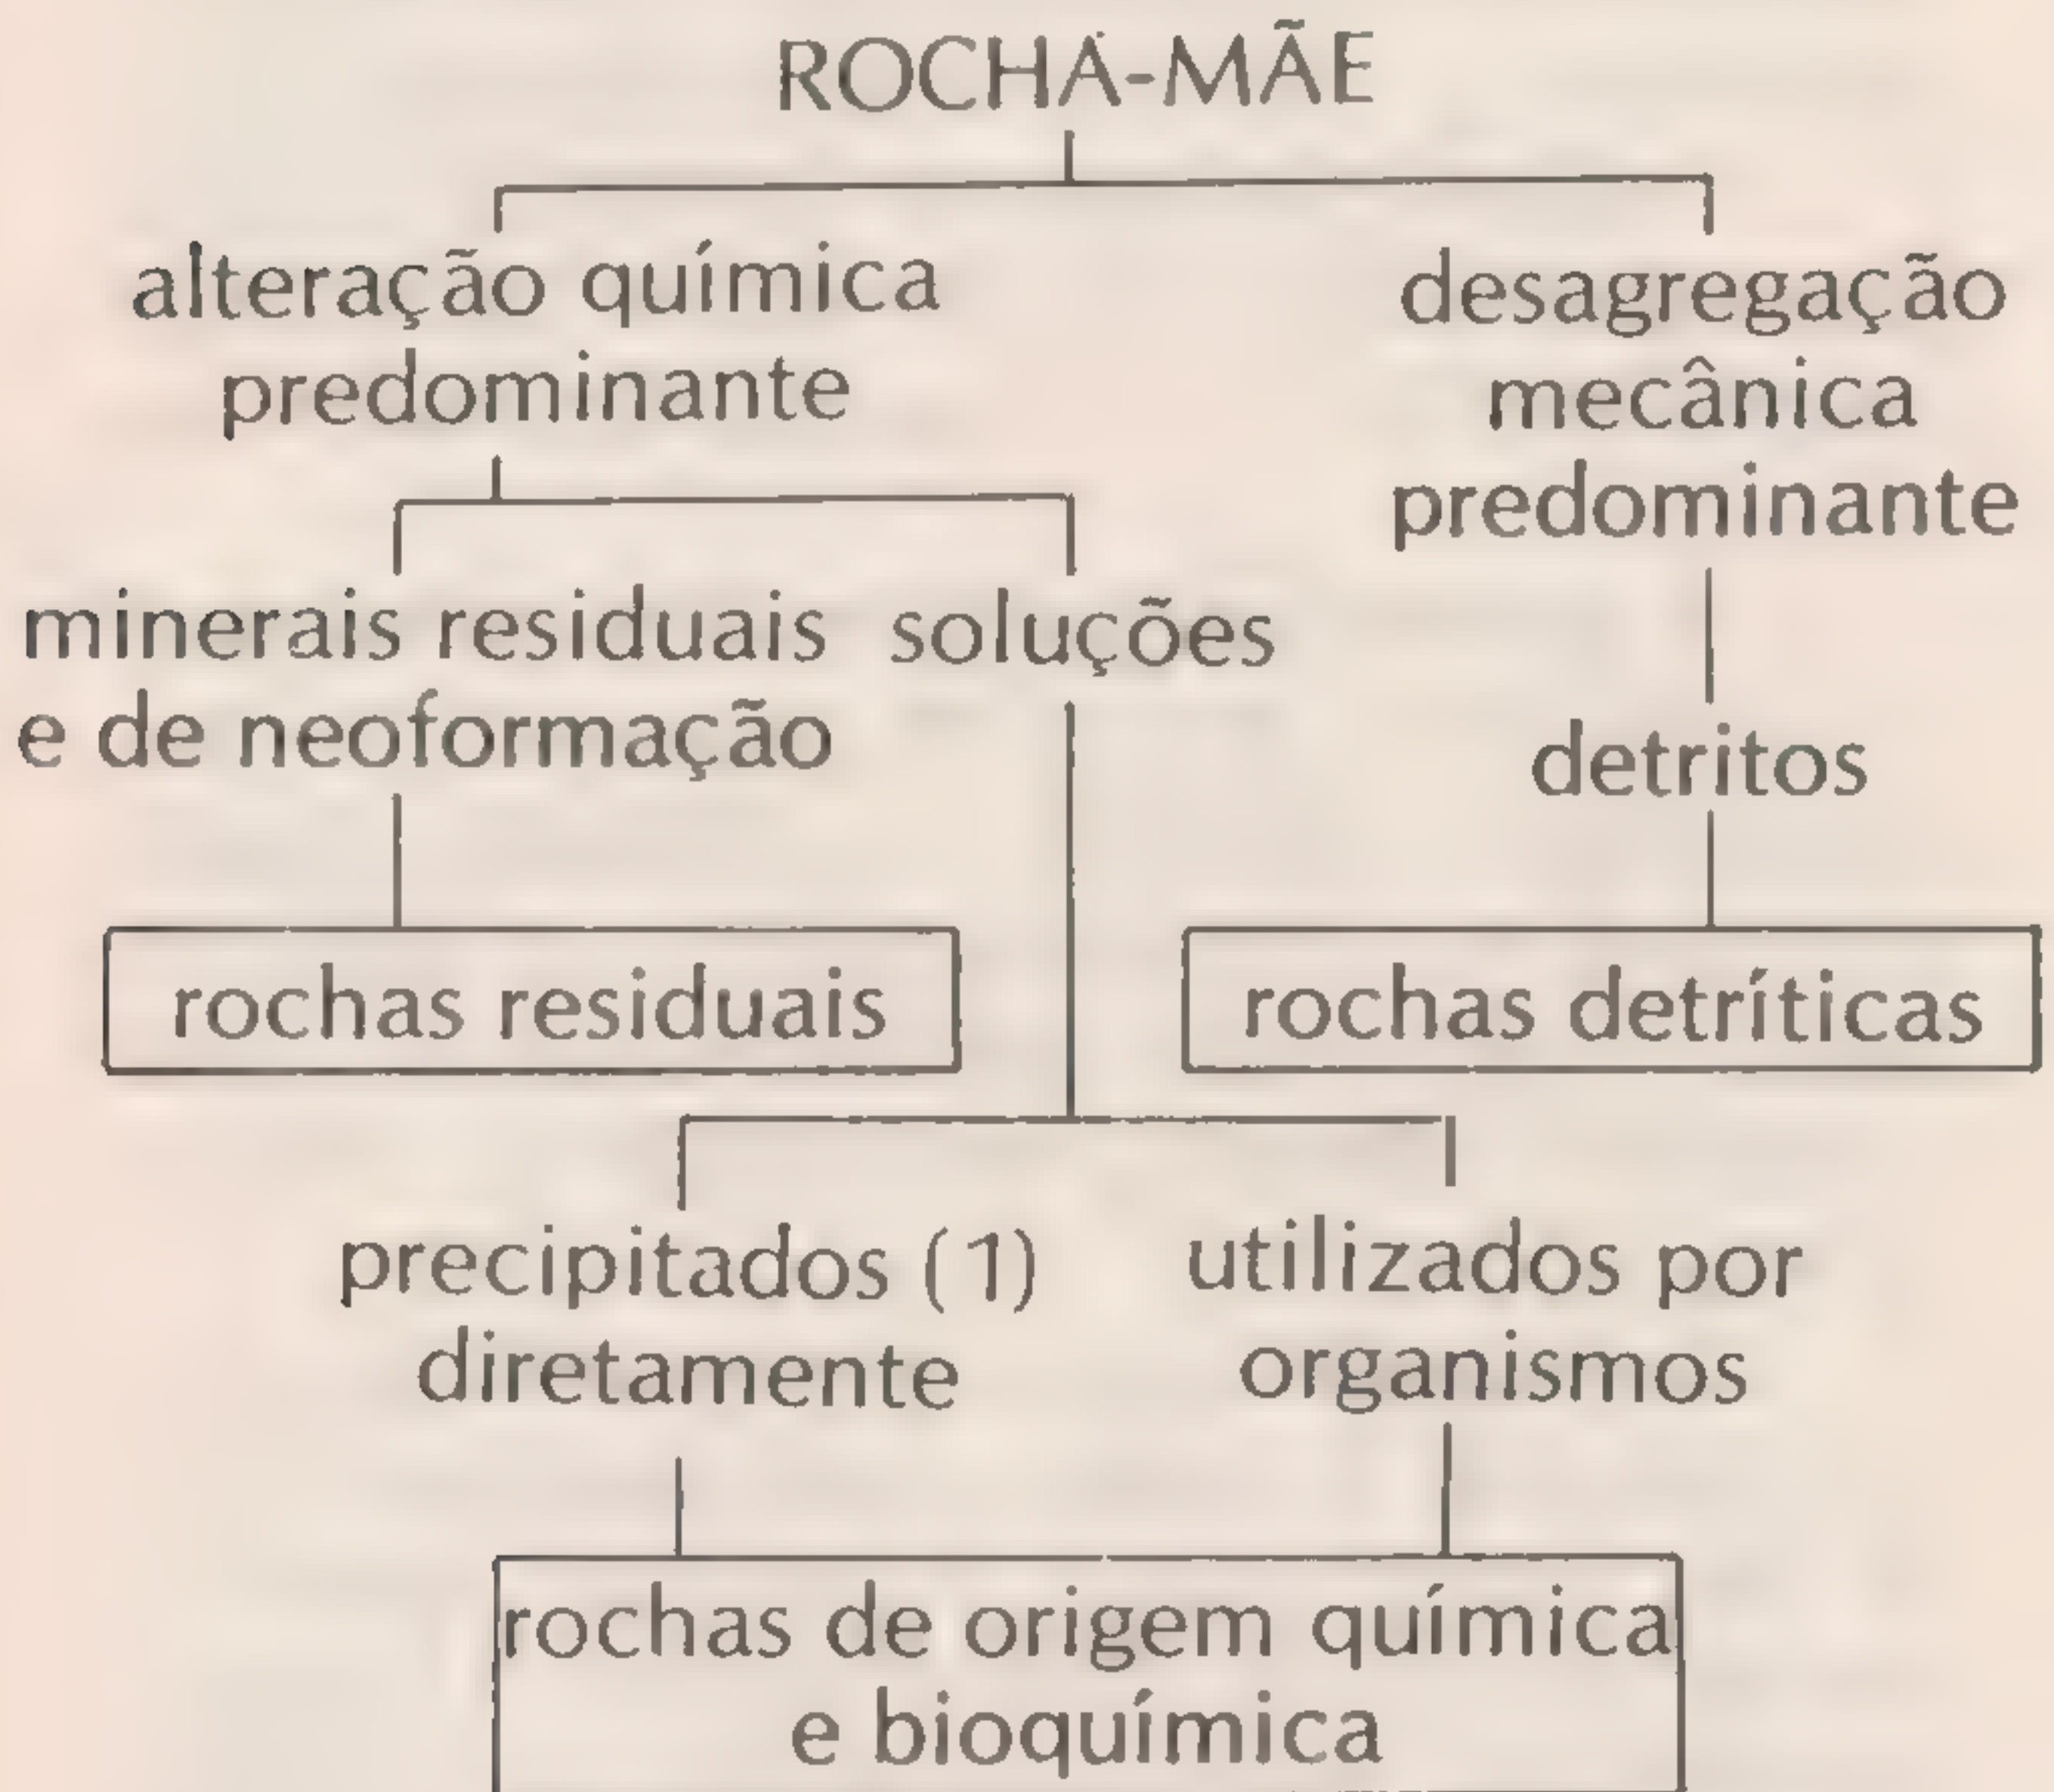 ROCHA-MÃE
alteração química
predominante
desagregação
mecânica
predominante
minerais residuais
e de neoformação
soluções
detritos
rochas residuais
rochas detríticas
precipitados (1)
diretamente
utilizados por
organismos
rochas de origem química
e bioquímica